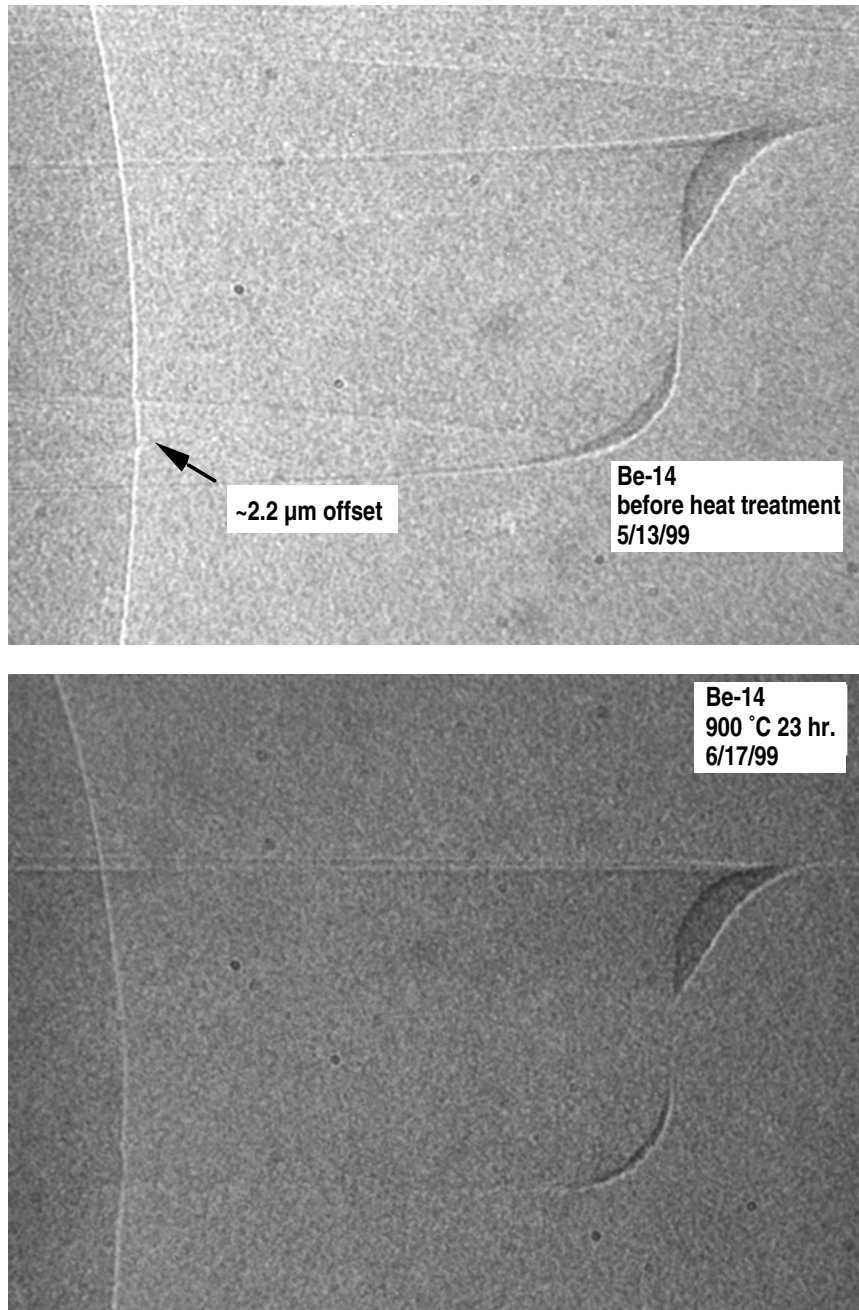 ~2.2 µm offset
Be-14
before heat treatment
5/13/99
Be-14
900 ˚C 23 hr.
6/17/99